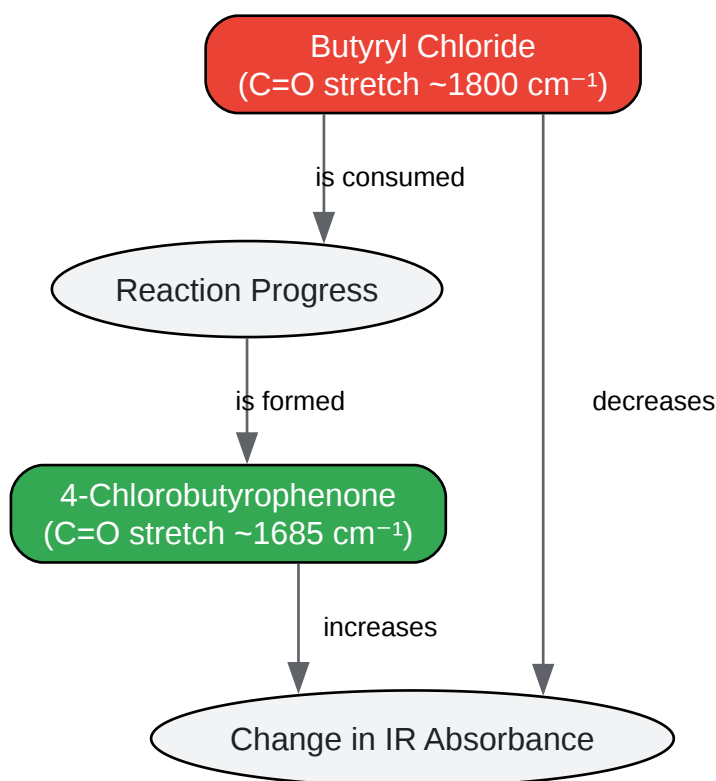 Butyryl Chloride
(C=O stretch ~1800 cm⁻¹)
is consumed
Reaction Progress
is formed
decreases
4-Chlorobutyrophenone
(C=O stretch ~1685 cm⁻¹)
increases
Change in IR Absorbance